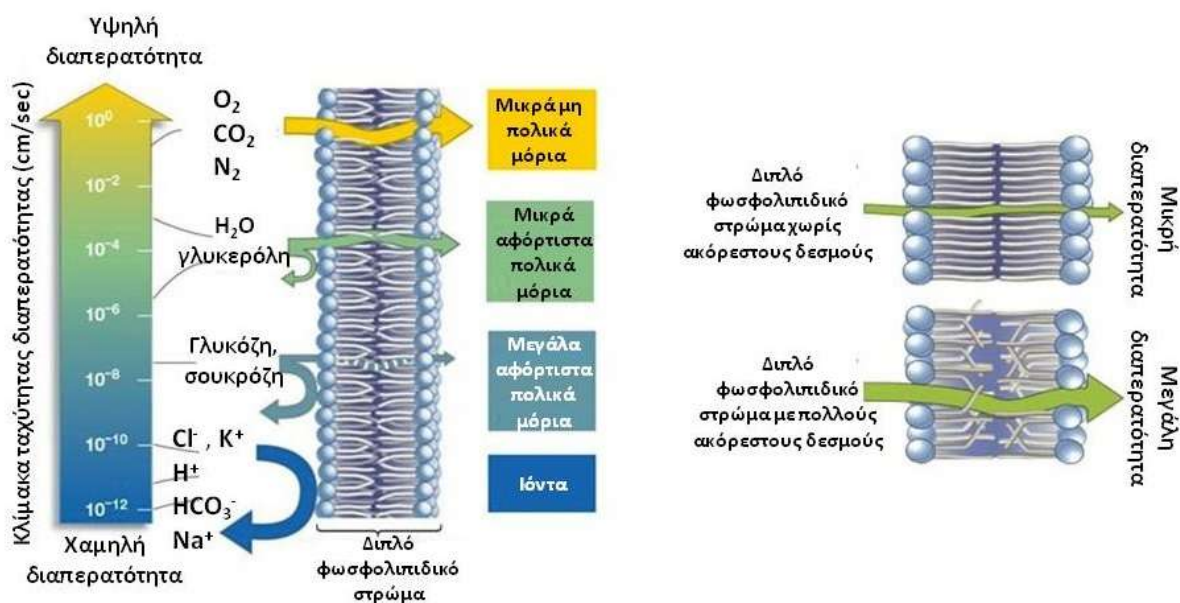 Υψηλή
διαπερατότητα
Κλίμακα ταχύτητας διαπερατότητας (cm/sec)
10⁰
10⁻²
10⁻⁴
10⁻⁶
10⁻⁸
10⁻¹⁰
10⁻¹²
Χαμηλή
διαπερατότητα
O₂
CO₂
N₂
H₂O
γλυκερόλη
Γλυκόζη,
σουκρόζη
Cl⁻ , K⁺
H⁺
HCO₃⁻
Na⁺
Διπλό
φωσφολιπιδικό
στρώμα
Μικρά μη
πολικά
μόρια
Μικρά
αφόρτιστα
πολικά
μόρια
Μεγάλα
αφόρτιστα
πολικά
μόρια
Ιόντα
Διπλό
φωσφολιπιδικό
στρώμα χωρίς
ακόρεστους δεσμούς
Μικρή
διαπερατότητα
Διπλό
φωσφολιπιδικό
στρώμα με πολλούς
ακόρεστους δεσμούς
Μεγάλη
διαπερατότητα